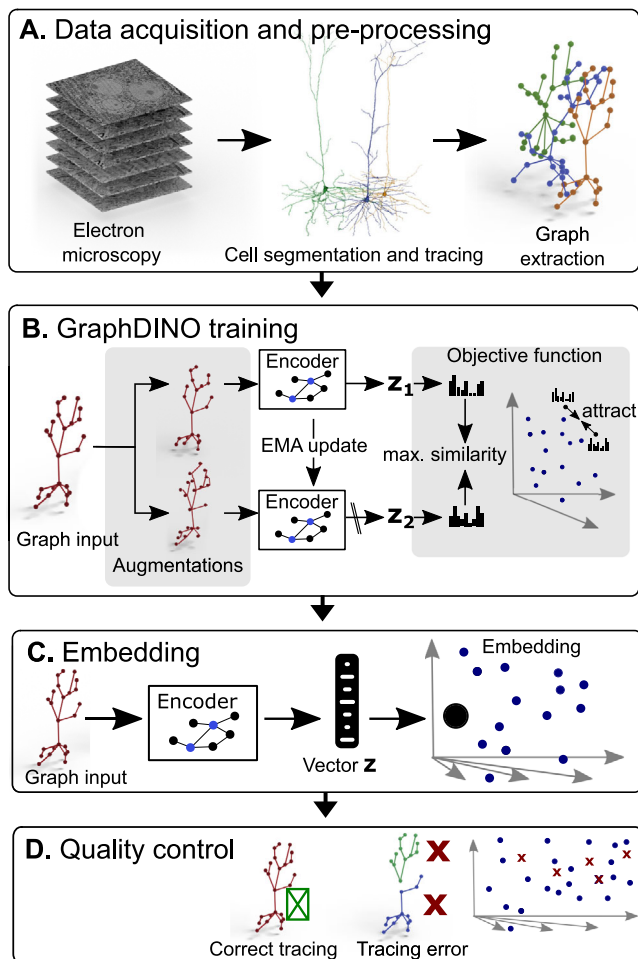 A. Data acquisition and pre-processing
Electron
microscopy
Cell segmentation and tracing
Graph
extraction
B. GraphDINO training
Graph input
Augmentations
Encoder
EMA update
Encoder
z1
z2
Objective function
max. similarity
attract
C. Embedding
Graph input
Encoder
Vector z
Embedding
D. Quality control
Correct tracing
x
x
Tracing error
x
x
x
x